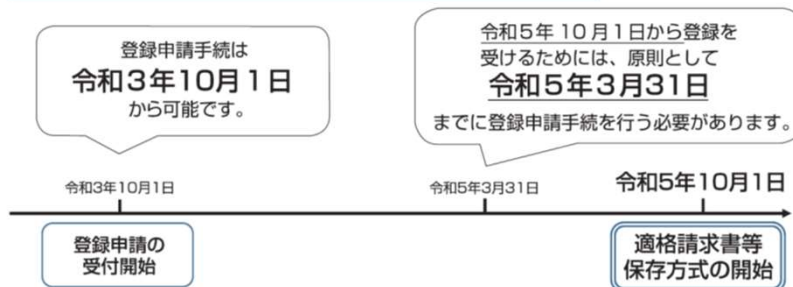 登録申請手続は
令和３年10月１日
から可能です。
令和５年10月１日から登録を
受けるためには、原則として
令和５年３月31日
までに登録申請手続を行う必要があります。
令和3年10月1日
令和5年3月31日
令和5年10月1日
登録申請の
受付開始
適格請求書等
保存方式の開始